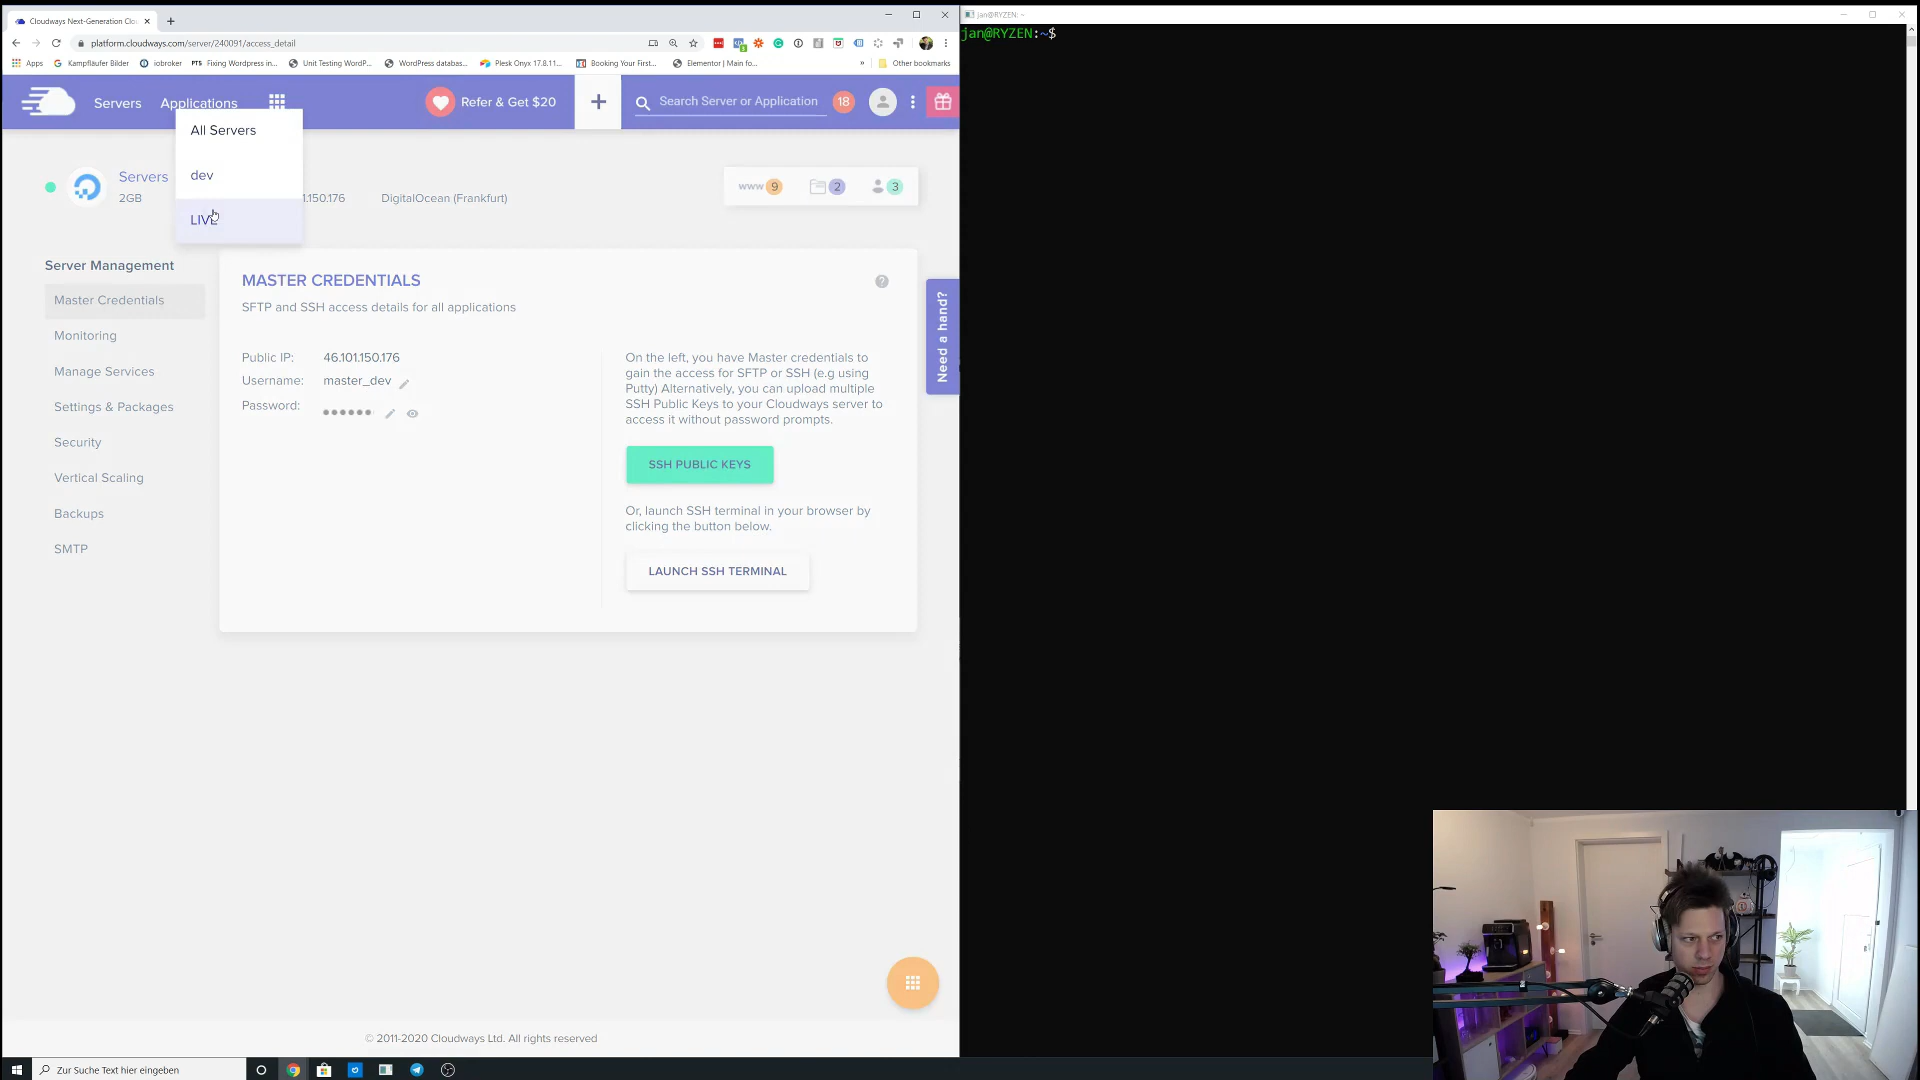 Cloudways Next-Generation Clo
jan@RYZEN: ~
platform.cloudways.com/server/240091/access_detail
jan@RYZEN:~$
Apps
Kampfläufer Bilder
iobroker
PTS Fixing Wordpress in...
Unit Testing WordP...
WordPress databas...
Plesk Onyx 17.8.11...
Booking Your First...
Elementor | Main fo...
»
Other bookmarks
Servers
Applications
Refer & Get $20
+
Search Server or Application
18
All Servers
dev
LIVE
Servers
2GB
1.150.176
DigitalOcean (Frankfurt)
www 9
2
3
Server Management
Master Credentials
Monitoring
Manage Services
Settings & Packages
Security
Vertical Scaling
Backups
SMTP
MASTER CREDENTIALS
SFTP and SSH access details for all applications
Public IP: 46.101.150.176
Username: master_dev
Password: ••••••
On the left, you have Master credentials to
gain the access for SFTP or SSH (e.g using
Putty) Alternatively, you can upload multiple
SSH Public Keys to your Cloudways server to
access it without password prompts.
SSH PUBLIC KEYS
Or, launch SSH terminal in your browser by
clicking the button below.
LAUNCH SSH TERMINAL
Need a hand?
© 2011-2020 Cloudways Ltd. All rights reserved
Zur Suche Text hier eingeben